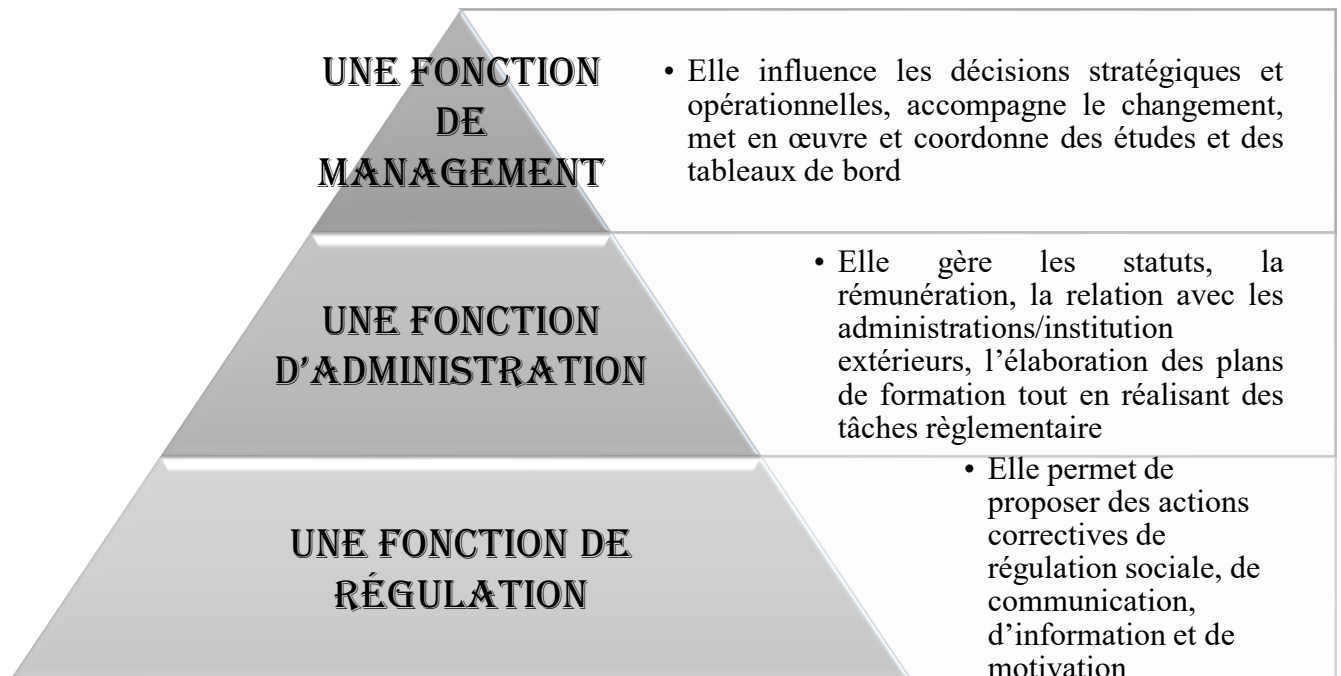 UNE FONCTION
DE
MANAGEMENT
• Elle influence les décisions stratégiques et
opérationnelles, accompagne le changement,
met en œuvre et coordonne des études et des
tableaux de bord
UNE FONCTION
D’ADMINISTRATION
• Elle gère les statuts, la
rémunération, la relation avec les
administrations/institution
extérieurs, l’élaboration des plans
de formation tout en réalisant des
tâches règlementaire
UNE FONCTION DE
RÉGULATION
• Elle permet de
proposer des actions
correctives de
régulation sociale, de
communication,
d’information et de
motivation